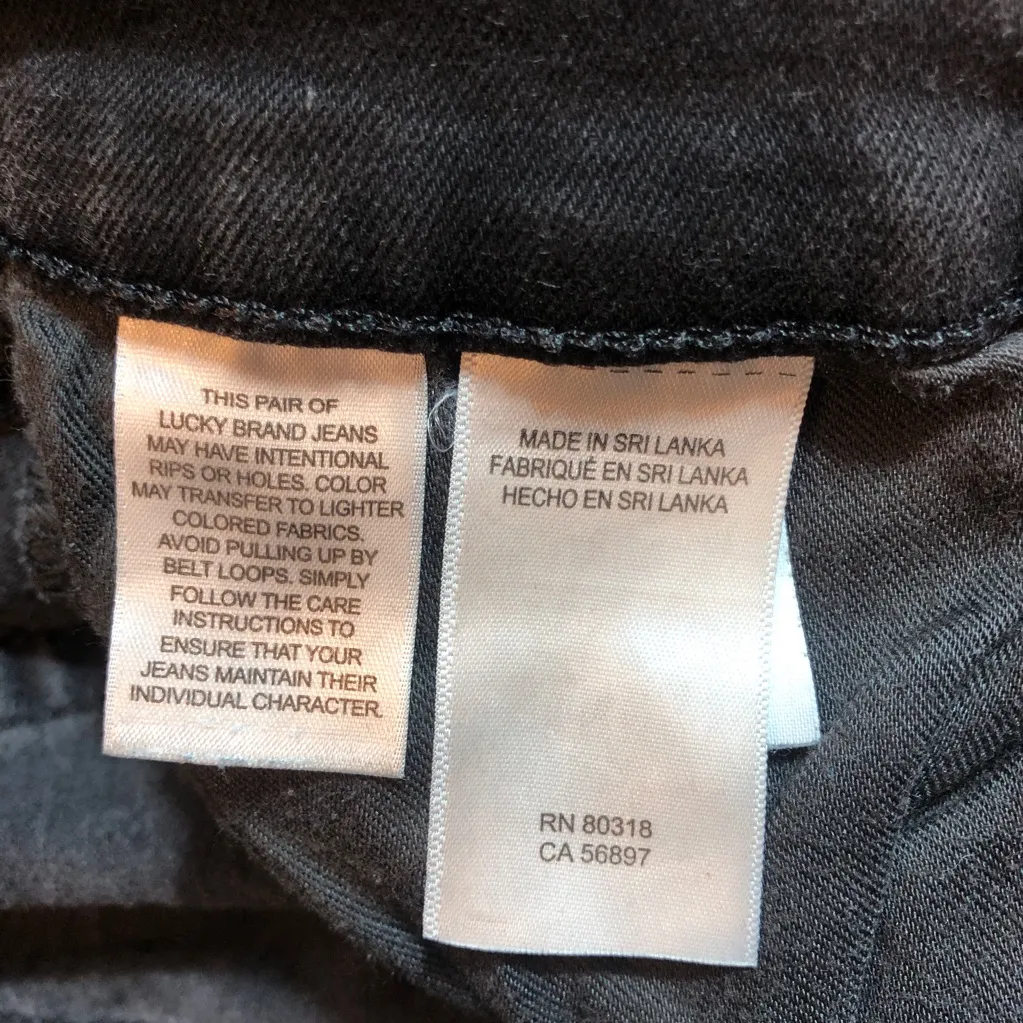 THIS PAIR OF
LUCKY BRAND JEANS
MAY HAVE INTENTIONAL
RIPS OR HOLES. COLOR
MAY TRANSFER TO LIGHTER
COLORED FABRICS.
AVOID PULLING UP BY
BELT LOOPS. SIMPLY
FOLLOW THE CARE
INSTRUCTIONS TO
ENSURE THAT YOUR
JEANS MAINTAIN THEIR
INDIVIDUAL CHARACTER.
MADE IN SRI LANKA
FABRIQUÉ EN SRI LANKA
HECHO EN SRI LANKA
RN 80318
CA 56897